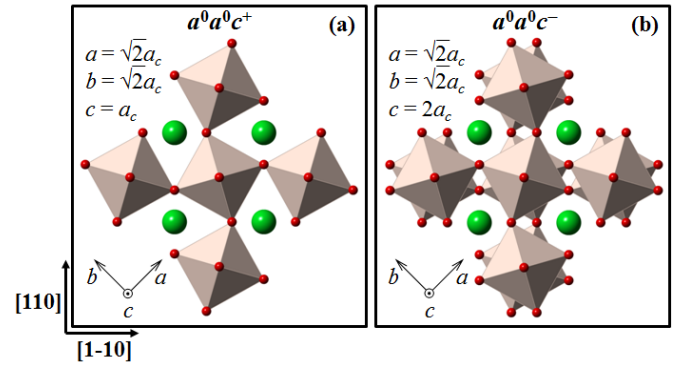 a⁰a⁰c⁺ (a)
a = √2a_c
b = √2a_c
c = a_c
b a
c
a⁰a⁰c⁻ (b)
a = √2a_c
b = √2a_c
c = 2a_c
b a
c
[110]
[1-10]